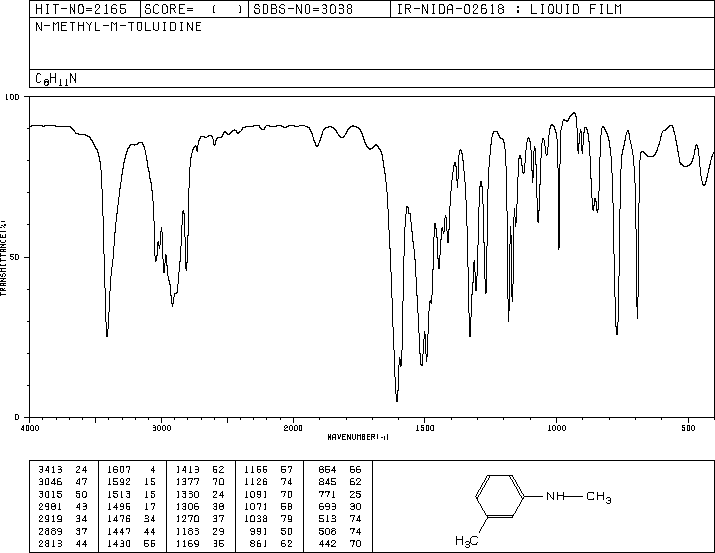 HIT-NO=2165 SCORE= ( ) SDBS-NO=3038 IR-NIDA-02618 : LIQUID FILM
N-METHYL-M-TOLUIDINE
C8H11N
100
50
0
TRANSMITTANCE(%)
4000 3000 2000 1500 1000 500
WAVENUMBER(-1)
3413 24 1607 4 1413 52 1166 57 864 56
3046 47 1592 15 1377 70 1126 74 845 62
3015 50 1513 15 1330 24 1091 70 771 25
2981 43 1496 17 1306 38 1071 58 693 30
2919 34 1476 34 1270 37 1038 79 513 74
2889 37 1447 44 1183 29 991 50 508 74
2813 44 1430 55 1169 35 861 62 442 70
NH CH3
H3C